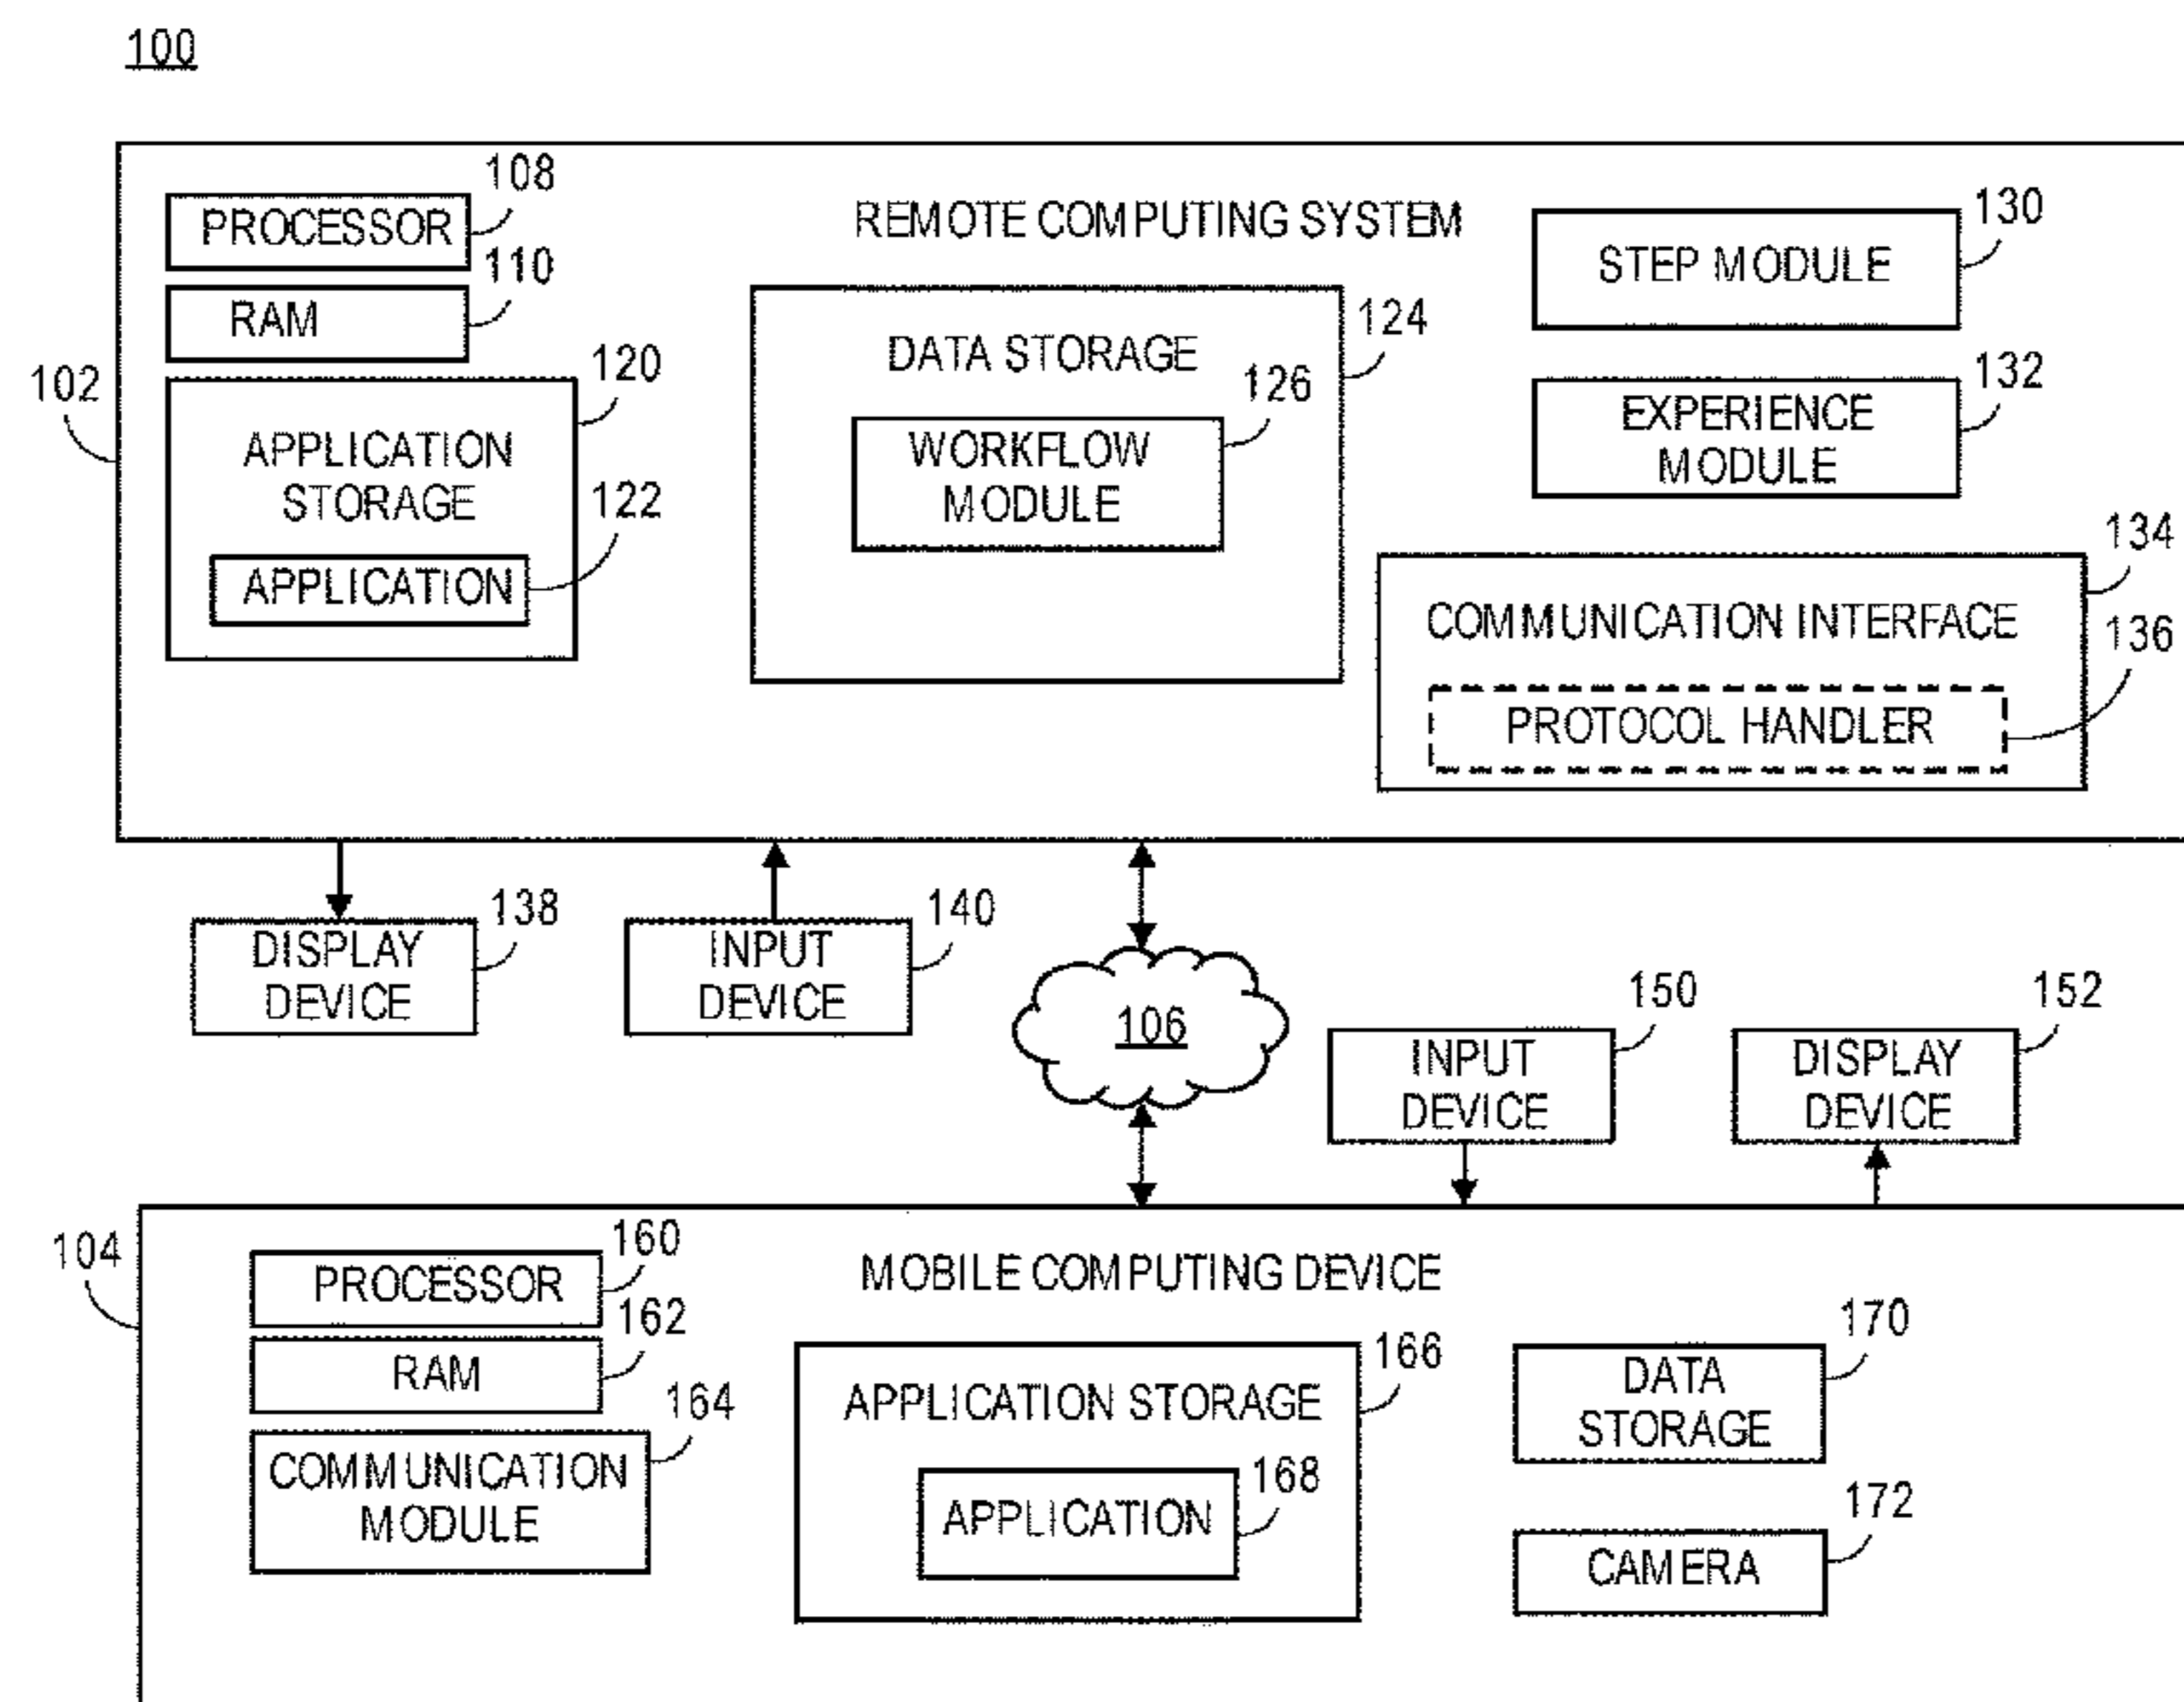 100
108
PROCESSOR
REMOTE COMPUTING SYSTEM
130
STEP MODULE
110
RAM
124
DATA STORAGE
102
120
126
132
EXPERIENCE
MODULE
APPLICATION
STORAGE
WORKFLOW
MODULE
122
APPLICATION
134
COMMUNICATION INTERFACE
136
PROTOCOL HANDLER
138
DISPLAY
DEVICE
140
INPUT
DEVICE
106
150
INPUT
DEVICE
152
DISPLAY
DEVICE
104
160
PROCESSOR
MOBILE COMPUTING DEVICE
162
RAM
166
APPLICATION STORAGE
170
DATA
STORAGE
164
COMMUNICATION
MODULE
168
APPLICATION
172
CAMERA